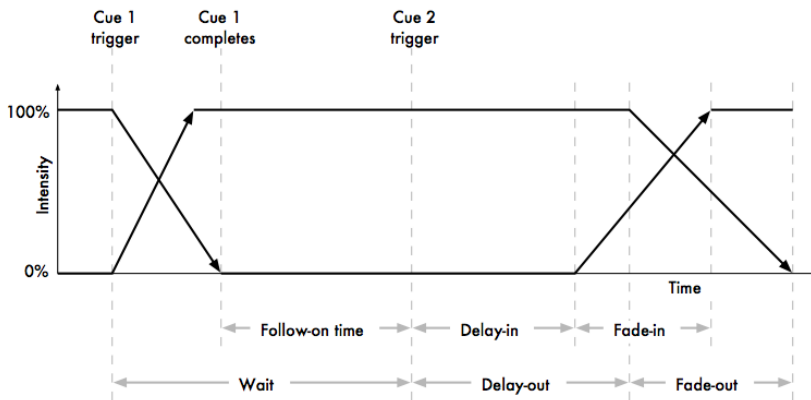 Cue 1 trigger
Cue 1 completes
Cue 2 trigger
100%
Intensity
0%
Time
Follow-on time
Delay-in
Fade-in
Wait
Delay-out
Fade-out